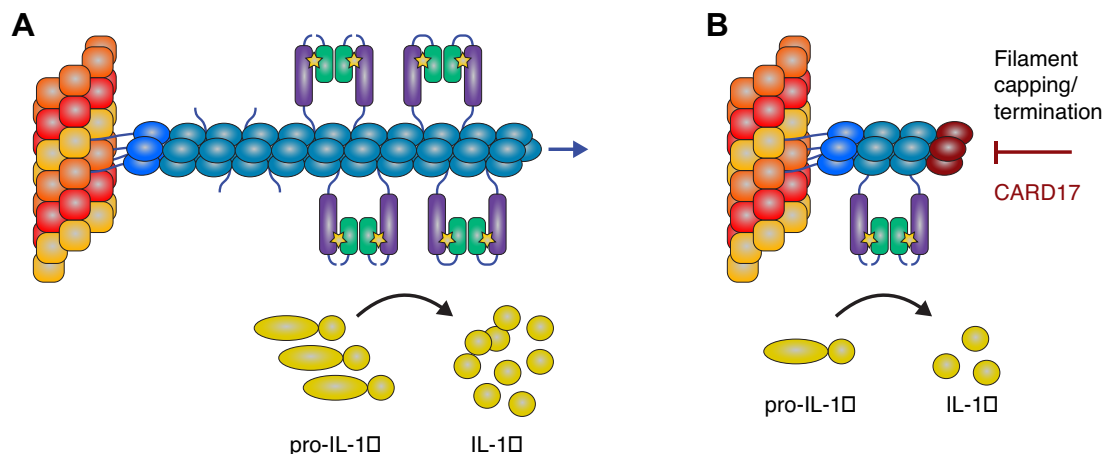 A
B
Filament
capping/
termination
CARD17
pro-IL-1□
IL-1□
pro-IL-1□
IL-1□